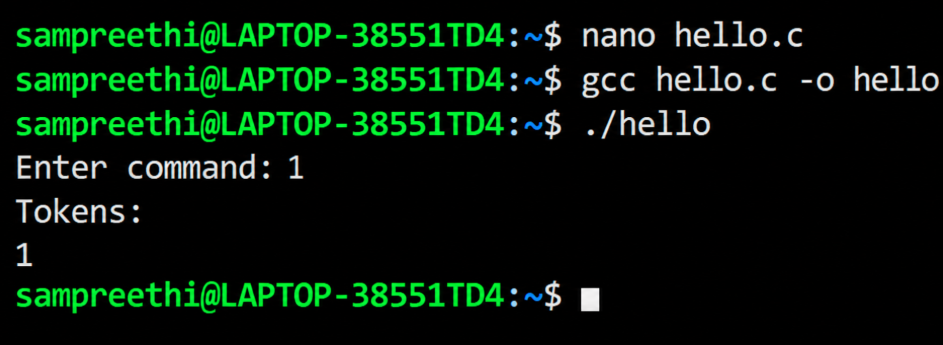 sampreethi@LAPTOP-38551TD4:~$ nano hello.c
sampreethi@LAPTOP-38551TD4:~$ gcc hello.c -o hello
sampreethi@LAPTOP-38551TD4:~$ ./hello
Enter command: 1
Tokens:
1
sampreethi@LAPTOP-38551TD4:~$